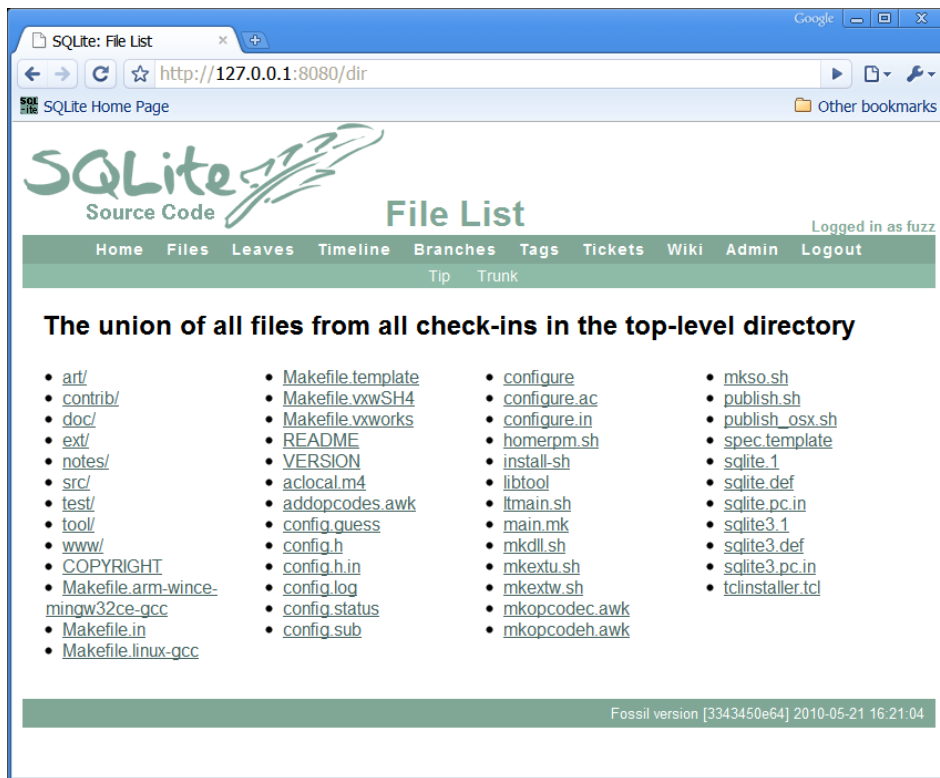 Google
SQLite: File List
http://127.0.0.1:8080/dir
SQLite Home Page
Other bookmarks
SQLite
Source Code
File List
Logged in as fuzz
Home Files Leaves Timeline Branches Tags Tickets Wiki Admin Logout
Tip Trunk
The union of all files from all check-ins in the top-level directory
art/
contrib/
doc/
ext/
notes/
src/
test/
tool/
www/
COPYRIGHT
Makefile.arm-wince-
mingw32ce-gcc
Makefile.in
Makefile.linux-gcc
Makefile.template
Makefile.vxwSH4
Makefile.vxworks
README
VERSION
aclocal.m4
addopcodes.awk
config.guess
config.h
config.h.in
config.log
config.status
config.sub
configure
configure.ac
configure.in
homerpm.sh
install-sh
libtool
ltmain.sh
main.mk
mkdll.sh
mkextu.sh
mkextw.sh
mkopcodec.awk
mkopcodeh.awk
mkso.sh
publish.sh
publish_osx.sh
spec.template
sqlite.1
sqlite.def
sqlite.pc.in
sqlite3.1
sqlite3.def
sqlite3.pc.in
tclinstaller.tcl
Fossil version [3343450e64] 2010-05-21 16:21:04